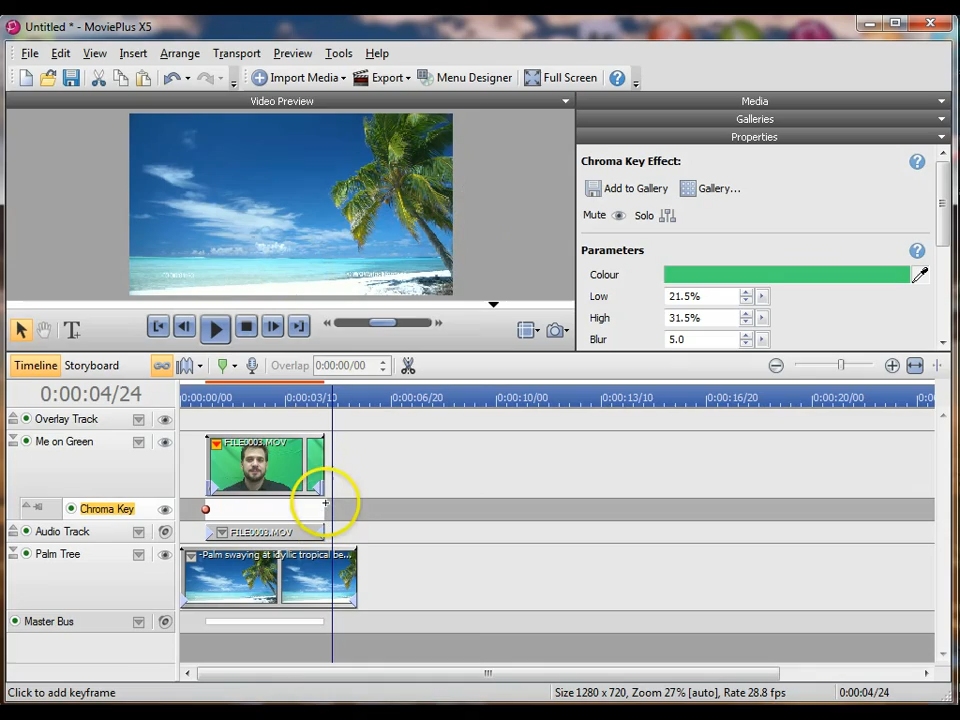 Untitled * - MoviePlus X5
File Edit View Insert Arrange Transport Preview Tools Help
Import Media Export Menu Designer Full Screen
Video Preview
Media
Galleries
Properties
Chroma Key Effect:
Add to Gallery Gallery...
Mute Solo
Parameters
Colour
Low 21.5%
High 31.5%
Blur 5.0
Timeline Storyboard Overlap 0:00:00/00
0:00:04/24
0:00:00/00 0:00:03/10 0:00:06/20 0:00:10/00 0:00:13/10 0:00:16/20 0:00:20/00
Overlay Track
Me on Green
FILE0003.MOV
Chroma Key
Audio Track
FILE0003.MOV
Palm Tree
-Palm swaying at idyllic tropical be...
Master Bus
Click to add keyframe
Size 1280 x 720, Zoom 27% [auto], Rate 28.8 fps
0:00:04/24